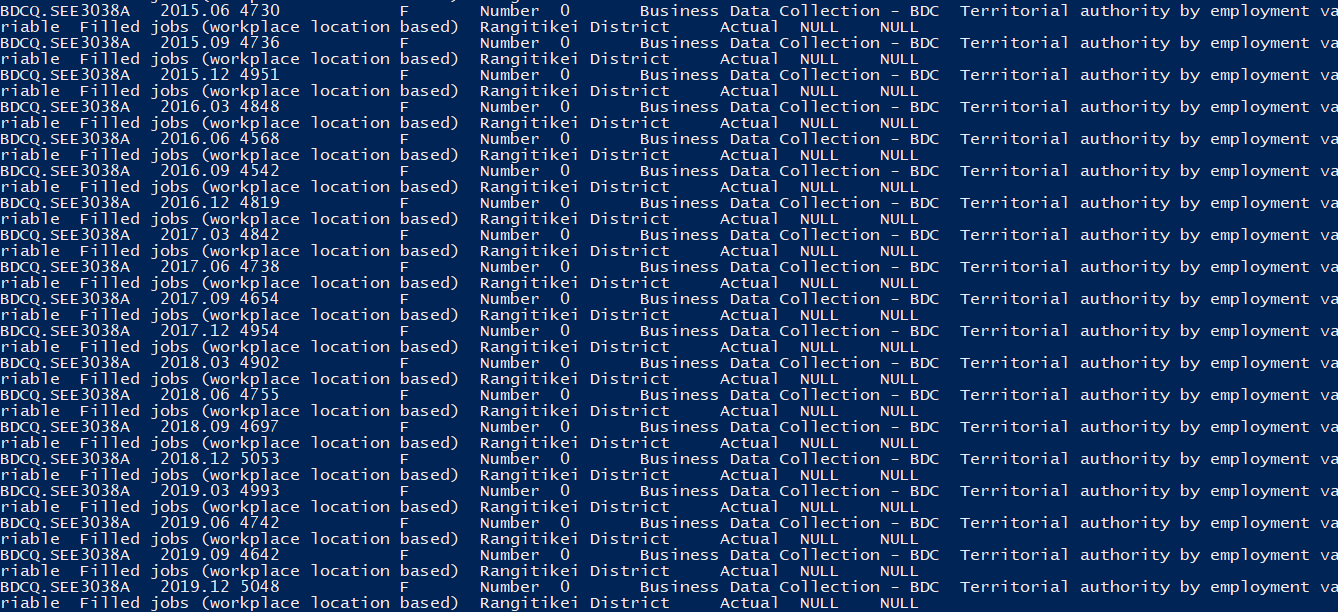 BDCQ.SEE3038A   2015.06 4730            F       Number  0       Business Data Collection - BDC  Territorial authority by employment va
riable  Filled jobs (workplace location based)  Rangitikei District     Actual  NULL    NULL
BDCQ.SEE3038A   2015.09 4736            F       Number  0       Business Data Collection - BDC  Territorial authority by employment va
riable  Filled jobs (workplace location based)  Rangitikei District     Actual  NULL    NULL
BDCQ.SEE3038A   2015.12 4951            F       Number  0       Business Data Collection - BDC  Territorial authority by employment va
riable  Filled jobs (workplace location based)  Rangitikei District     Actual  NULL    NULL
BDCQ.SEE3038A   2016.03 4848            F       Number  0       Business Data Collection - BDC  Territorial authority by employment va
riable  Filled jobs (workplace location based)  Rangitikei District     Actual  NULL    NULL
BDCQ.SEE3038A   2016.06 4568            F       Number  0       Business Data Collection - BDC  Territorial authority by employment va
riable  Filled jobs (workplace location based)  Rangitikei District     Actual  NULL    NULL
BDCQ.SEE3038A   2016.09 4542            F       Number  0       Business Data Collection - BDC  Territorial authority by employment va
riable  Filled jobs (workplace location based)  Rangitikei District     Actual  NULL    NULL
BDCQ.SEE3038A   2016.12 4819            F       Number  0       Business Data Collection - BDC  Territorial authority by employment va
riable  Filled jobs (workplace location based)  Rangitikei District     Actual  NULL    NULL
BDCQ.SEE3038A   2017.03 4842            F       Number  0       Business Data Collection - BDC  Territorial authority by employment va
riable  Filled jobs (workplace location based)  Rangitikei District     Actual  NULL    NULL
BDCQ.SEE3038A   2017.06 4738            F       Number  0       Business Data Collection - BDC  Territorial authority by employment va
riable  Filled jobs (workplace location based)  Rangitikei District     Actual  NULL    NULL
BDCQ.SEE3038A   2017.09 4654            F       Number  0       Business Data Collection - BDC  Territorial authority by employment va
riable  Filled jobs (workplace location based)  Rangitikei District     Actual  NULL    NULL
BDCQ.SEE3038A   2017.12 4954            F       Number  0       Business Data Collection - BDC  Territorial authority by employment va
riable  Filled jobs (workplace location based)  Rangitikei District     Actual  NULL    NULL
BDCQ.SEE3038A   2018.03 4902            F       Number  0       Business Data Collection - BDC  Territorial authority by employment va
riable  Filled jobs (workplace location based)  Rangitikei District     Actual  NULL    NULL
BDCQ.SEE3038A   2018.06 4755            F       Number  0       Business Data Collection - BDC  Territorial authority by employment va
riable  Filled jobs (workplace location based)  Rangitikei District     Actual  NULL    NULL
BDCQ.SEE3038A   2018.09 4697            F       Number  0       Business Data Collection - BDC  Territorial authority by employment va
riable  Filled jobs (workplace location based)  Rangitikei District     Actual  NULL    NULL
BDCQ.SEE3038A   2018.12 5053            F       Number  0       Business Data Collection - BDC  Territorial authority by employment va
riable  Filled jobs (workplace location based)  Rangitikei District     Actual  NULL    NULL
BDCQ.SEE3038A   2019.03 4993            F       Number  0       Business Data Collection - BDC  Territorial authority by employment va
riable  Filled jobs (workplace location based)  Rangitikei District     Actual  NULL    NULL
BDCQ.SEE3038A   2019.06 4742            F       Number  0       Business Data Collection - BDC  Territorial authority by employment va
riable  Filled jobs (workplace location based)  Rangitikei District     Actual  NULL    NULL
BDCQ.SEE3038A   2019.09 4642            F       Number  0       Business Data Collection - BDC  Territorial authority by employment va
riable  Filled jobs (workplace location based)  Rangitikei District     Actual  NULL    NULL
BDCQ.SEE3038A   2019.12 5048            F       Number  0       Business Data Collection - BDC  Territorial authority by employment va
riable  Filled jobs (workplace location based)  Rangitikei District     Actual  NULL    NULL